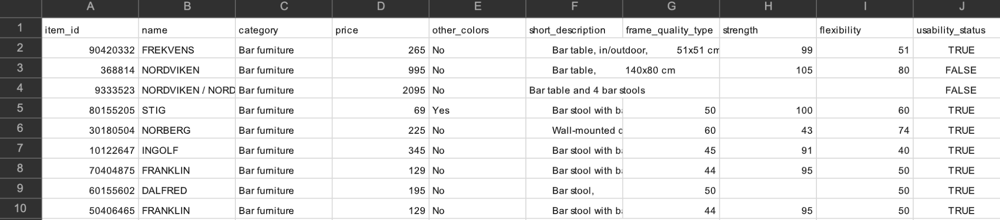 A B C D E F G H I J
1 item_id name category price other_colors short_description frame_quality_type strength flexibility usability_status
2 90420332 FREKVENS Bar furniture 265 No Bar table, in/outdoor, 51x51 cm 99 51 TRUE
3 368814 NORDVIKEN Bar furniture 995 No Bar table, 140x80 cm 105 80 FALSE
4 9333523 NORDVIKEN / NORD Bar furniture 2095 No Bar table and 4 bar stools FALSE
5 80155205 STIG Bar furniture 69 Yes Bar stool with ba 50 100 60 TRUE
6 30180504 NORBERG Bar furniture 225 No Wall-mounted 60 43 74 TRUE
7 10122647 INGOLF Bar furniture 345 No Bar stool with ba 45 91 40 TRUE
8 70404875 FRANKLIN Bar furniture 129 No Bar stool with ba 44 95 50 TRUE
9 60155602 DALFRED Bar furniture 195 No Bar stool, 50 50 TRUE
10 50406465 FRANKLIN Bar furniture 129 No Bar stool with ba 44 95 50 TRUE